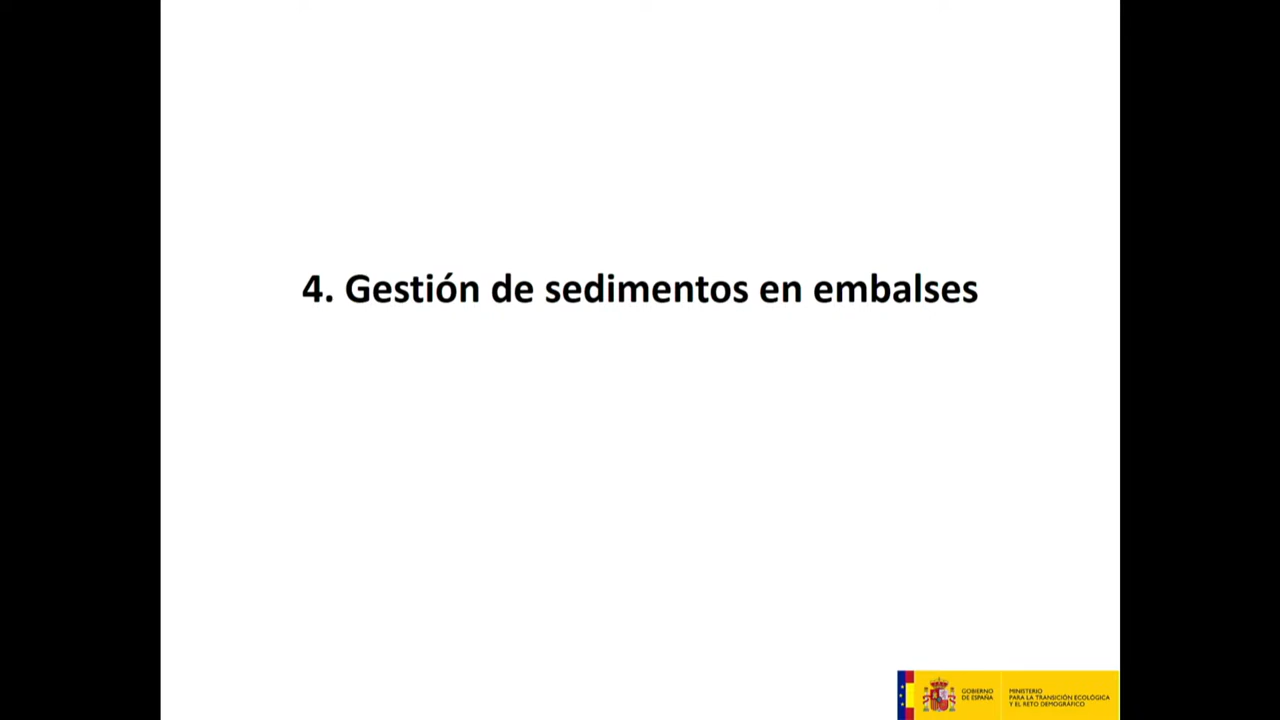 4. Gestión de sedimentos en embalses
GOBIERNO
DE ESPAÑA
MINISTERIO
PARA LA TRANSICIÓN ECOLÓGICA
Y EL RETO DEMOGRÁFICO